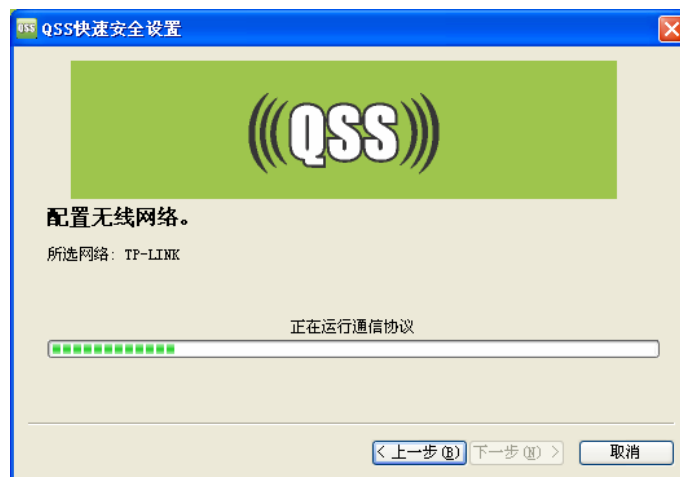 QSS QSS快速安全设置
QSS
配置无线网络。
所选网络: TP-LINK
正在运行通信协议
< 上一步(B) 下一步(N) > 取消